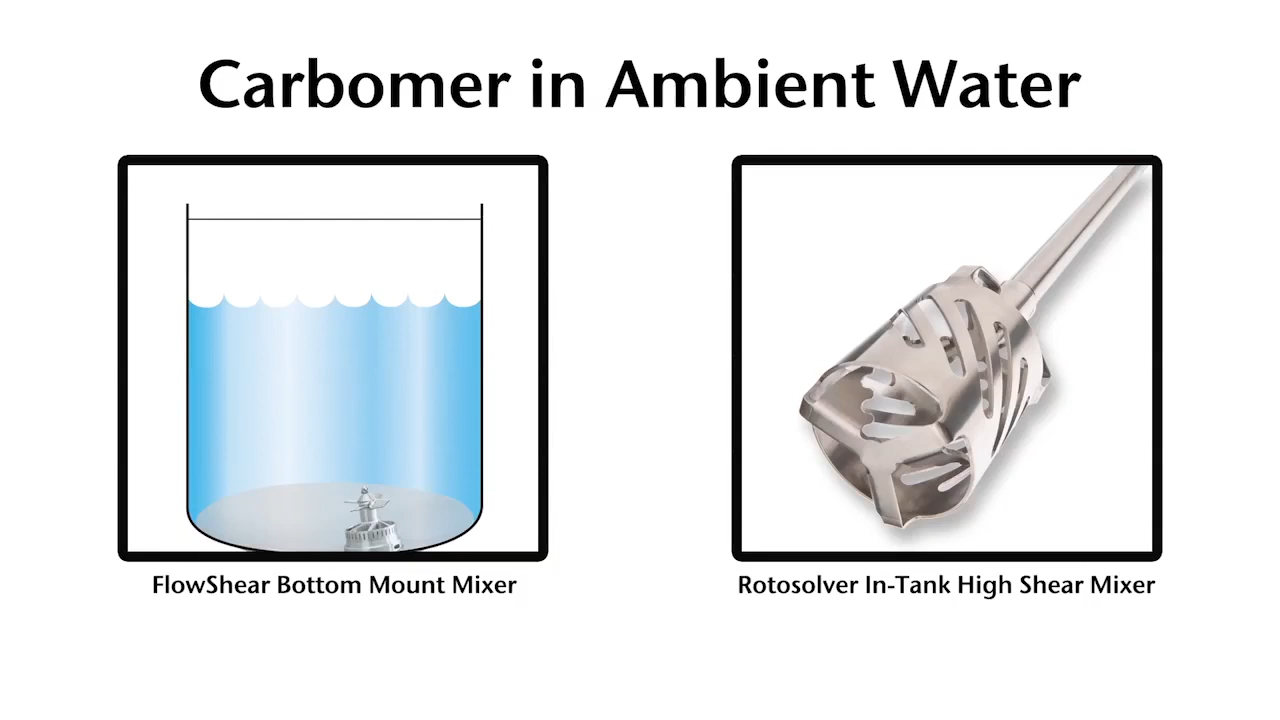 Carbomer in Ambient Water
FlowShear Bottom Mount Mixer
Rotosolver In-Tank High Shear Mixer